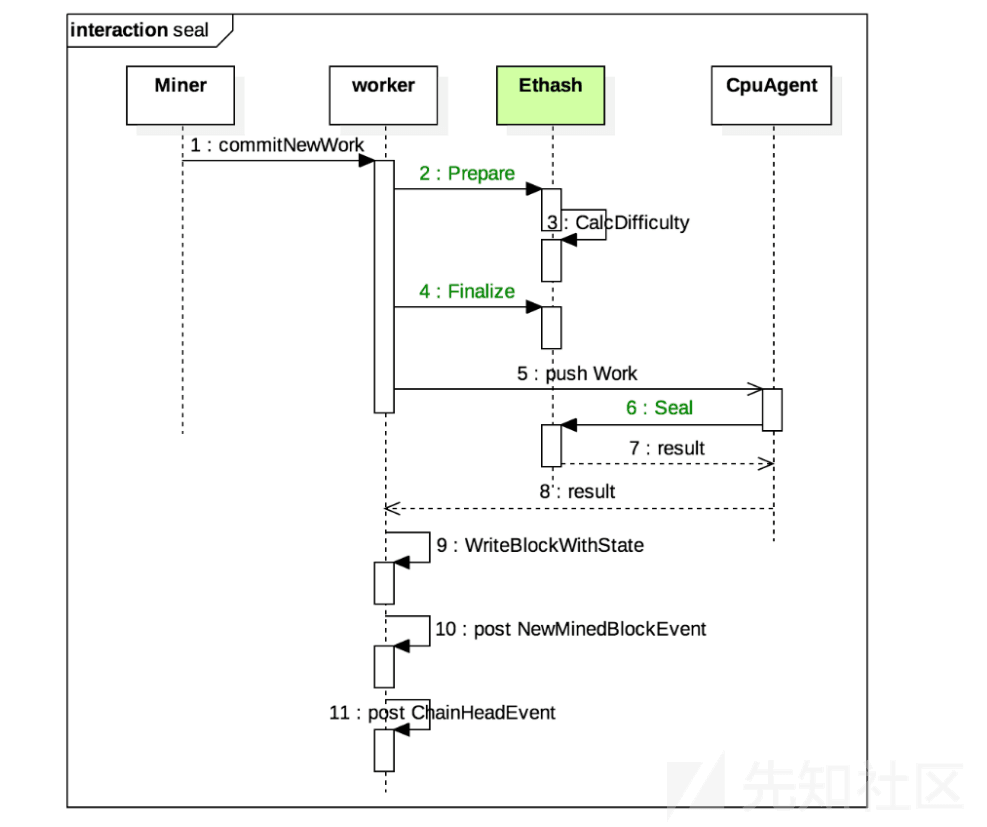 interaction seal
Miner
worker
Ethash
CpuAgent
1 : commitNewWork
2 : Prepare
3 : CalcDifficulty
4 : Finalize
5 : push Work
6 : Seal
7 : result
8 : result
9 : WriteBlockWithState
10 : post NewMinedBlockEvent
11 : post ChainHeadEvent
先知社区